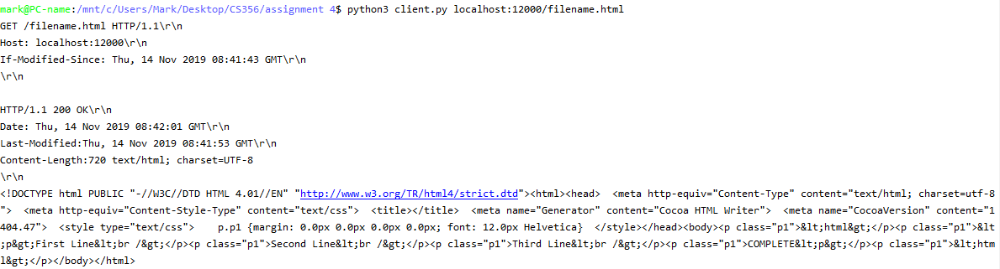 mark@PC-name:/mnt/c/Users/Mark/Desktop/CS356/assignment 4$ python3 client.py localhost:12000/filename.html
GET /filename.html HTTP/1.1\r\n
Host: localhost:12000\r\n
If-Modified-Since: Thu, 14 Nov 2019 08:41:43 GMT\r\n
\r\n
HTTP/1.1 200 OK\r\n
Date: Thu, 14 Nov 2019 08:42:01 GMT\r\n
Last-Modified:Thu, 14 Nov 2019 08:41:53 GMT\r\n
Content-Length:720 text/html; charset=UTF-8
\r\n
<!DOCTYPE html PUBLIC "-//W3C//DTD HTML 4.01//EN" "http://www.w3.org/TR/html4/strict.dtd"><html><head>  <meta http-equiv="Content-Type" content="text/html; charset=utf-8
">  <meta http-equiv="Content-Style-Type" content="text/css">  <title></title>  <meta name="Generator" content="Cocoa HTML Writer">  <meta name="CocoaVersion" content="1
404.47">  <style type="text/css">    p.p1 {margin: 0.0px 0.0px 0.0px 0.0px; font: 12.0px Helvetica}  </style></head><body><p class="p1">&lt;html&gt;</p><p class="p1">&lt
;p&gt;First Line&lt;br /&gt;</p><p class="p1">Second Line&lt;br /&gt;</p><p class="p1">Third Line&lt;br /&gt;</p><p class="p1">COMPLETE&lt;p&gt;</p><p class="p1">&lt;htm
l&gt;</p></body></html>